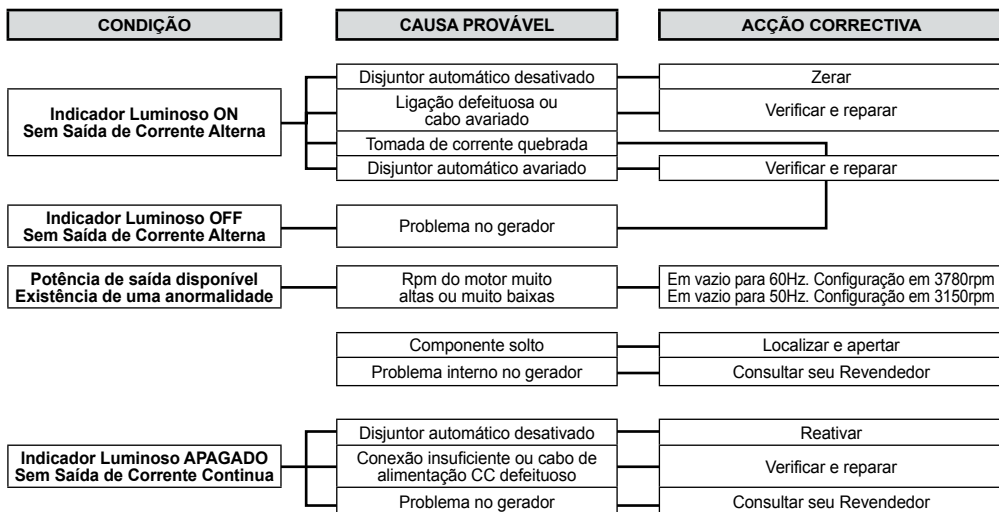 CONDIÇÃO
CAUSA PROVÁVEL
ACÇÃO CORRECTIVA
Indicador Luminoso ON
Sem Saída de Corrente Alterna
Disjuntor automático desativado
Zerar
Ligação defeituosa ou
cabo avariado
Verificar e reparar
Tomada de corrente quebrada
Disjuntor automático avariado
Verificar e reparar
Indicador Luminoso OFF
Sem Saída de Corrente Alterna
Problema no gerador
Potência de saída disponível
Existência de uma anormalidade
Rpm do motor muito
altas ou muito baixas
Em vazio para 60Hz. Configuração em 3780rpm
Em vazio para 50Hz. Configuração em 3150rpm
Componente solto
Localizar e apertar
Problema interno no gerador
Consultar seu Revendedor
Indicador Luminoso APAGADO
Sem Saída de Corrente Continua
Disjuntor automático desativado
Reativar
Conexão insuficiente ou cabo de
alimentação CC defeituoso
Verificar e reparar
Problema no gerador
Consultar seu Revendedor